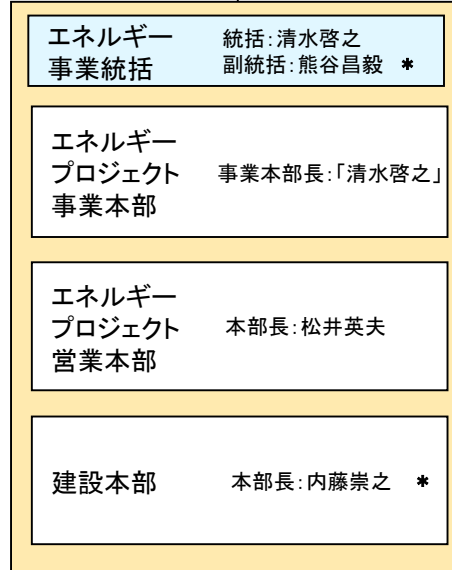 エネルギー
事業統括
統括:清水啓之
副統括:熊谷昌毅 *
エネルギー
プロジェクト
事業本部
事業本部長:「清水啓之」
エネルギー
プロジェクト
営業本部
本部長:松井英夫
建設本部
本部長:内藤崇之 *